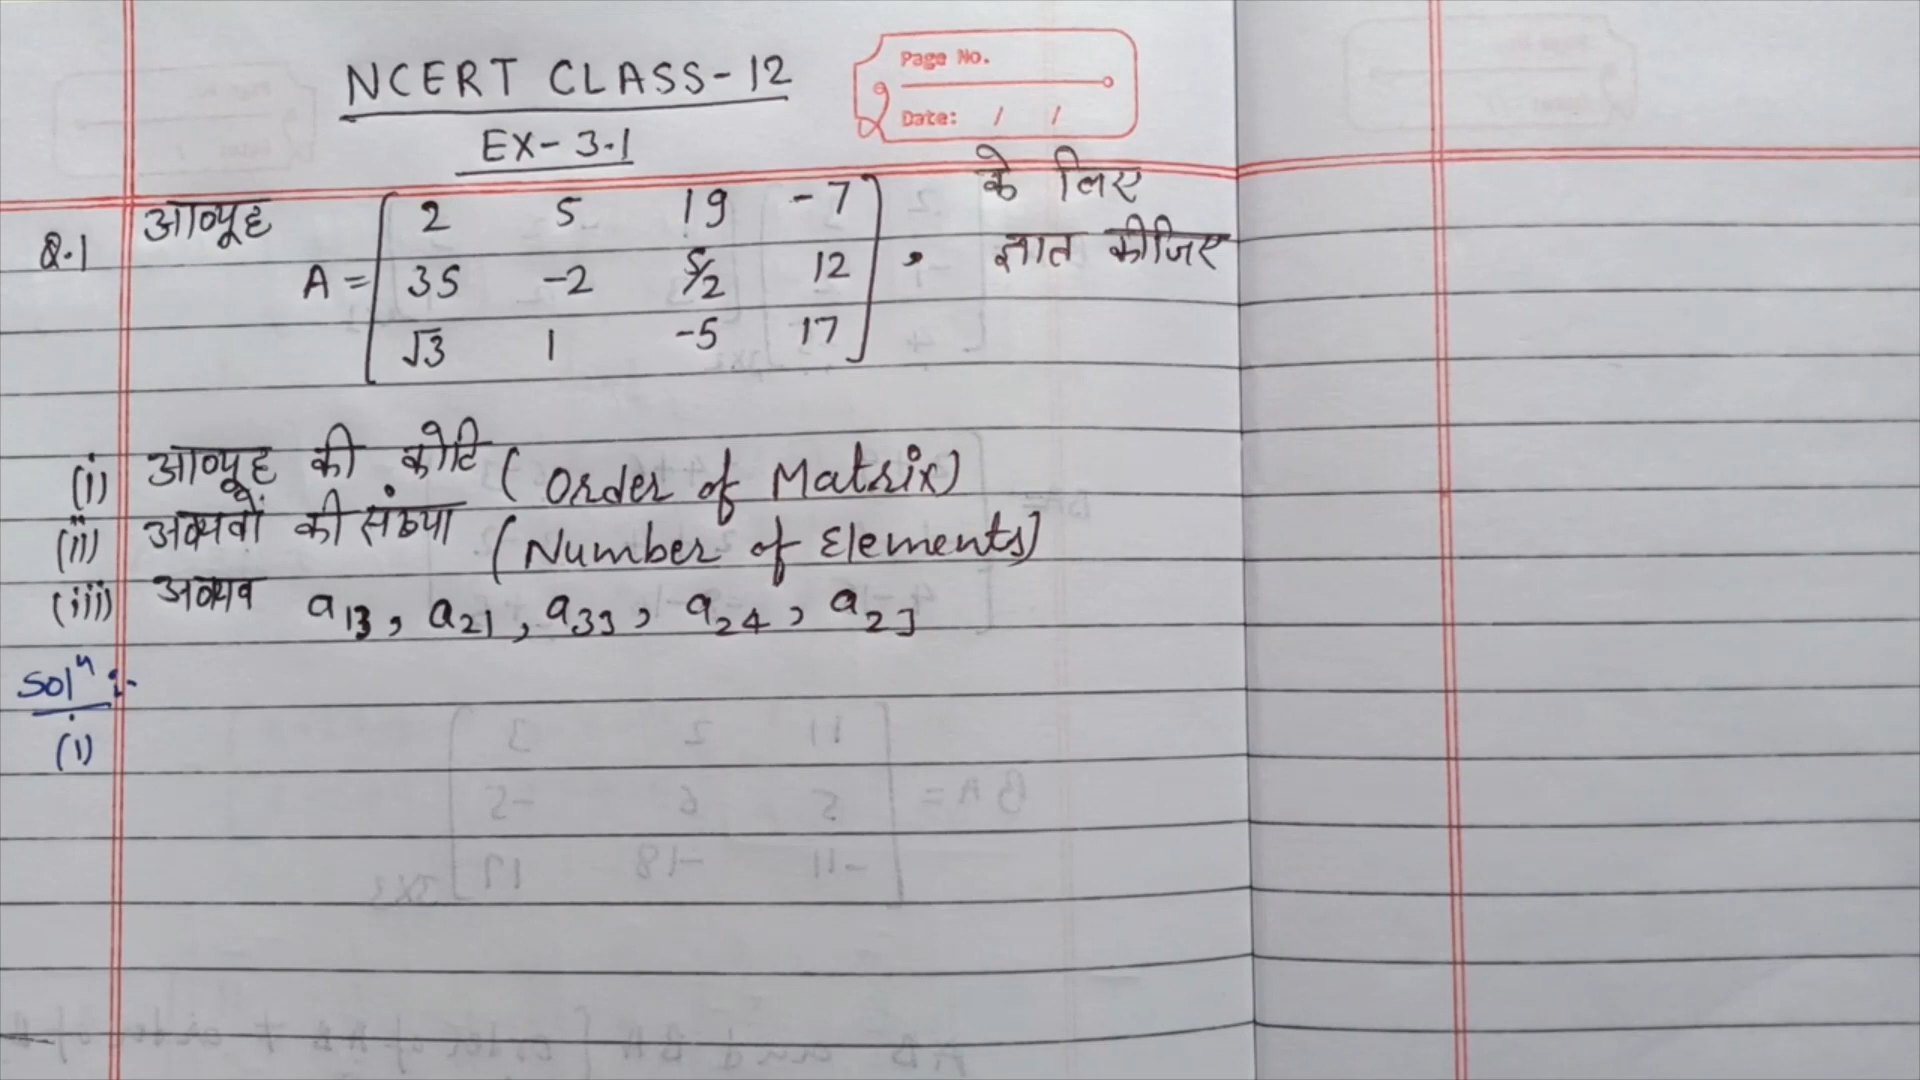 NCERT CLASS-12
Page No.
Date: / /
EX-3.1
Q.1 आव्यूह A = [ 2 5 19 -7 के लिए
35 -2 5/2 12 , ज्ञात कीजिए
√3 1 -5 17 ]
(i) आव्यूह की कोटि (Order of Matrix)
(ii) अवयवों की संख्या (Number of Elements]
(iii) अवयव a13, a21, a33, a24, a23
Solⁿ :-
(i)